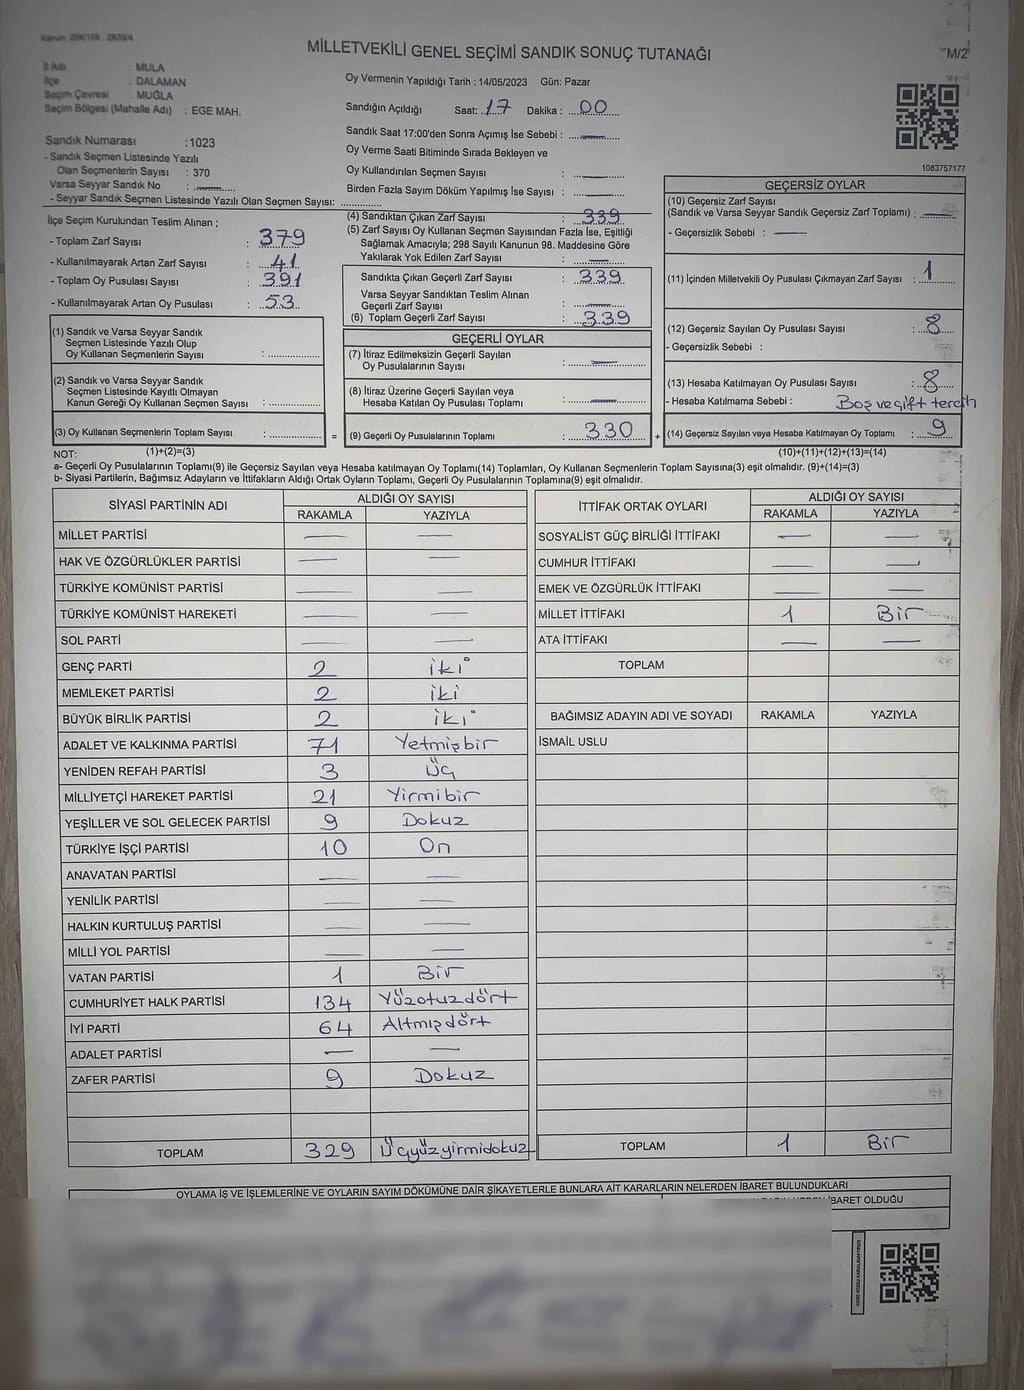 Kanun: 298/109 - 2839/4
MİLLETVEKİLİ GENEL SEÇİMİ SANDIK SONUÇ TUTANAĞI
M/2
İl Adı : MULA
İlçe : DALAMAN
Seçim Çevresi : MUĞLA
Seçim Bölgesi (Mahalle Adı) : EGE MAH.
Oy Vermenin Yapıldığı Tarih : 14/05/2023 Gün: Pazar
Sandığın Açıldığı Saat: 17 Dakika : 00
Sandık Saat 17:00'den Sonra Açımış İse Sebebi : —
Oy Verme Saati Bitiminde Sırada Bekleyen ve
Oy Kullandırılan Seçmen Sayısı : —
Birden Fazla Sayım Döküm Yapılmış İse Sayısı : —
Sandık Numarası :1023
- Sandık Seçmen Listesinde Yazılı
Olan Seçmenlerin Sayısı : 370
Varsa Seyyar Sandık No : —
- Seyyar Sandık Seçmen Listesinde Yazılı Olan Seçmen Sayısı:
1083757177
İlçe Seçim Kurulundan Teslim Alınan ;
- Toplam Zarf Sayısı : 379
- Kullanılmayarak Artan Zarf Sayısı : 41
- Toplam Oy Pusulası Sayısı : 391
- Kullanılmayarak Artan Oy Pusulası : 53
(1) Sandık ve Varsa Seyyar Sandık
Seçmen Listesinde Yazılı Olup
Oy Kullanan Seçmenlerin Sayısı :
(2) Sandık ve Varsa Seyyar Sandık
Seçmen Listesinde Kayıtlı Olmayan
Kanun Gereği Oy Kullanan Seçmen Sayısı :
(3) Oy Kullanan Seçmenlerin Toplam Sayısı : =
(1)+(2)=(3)
(4) Sandıktan Çıkan Zarf Sayısı : 339
(5) Zarf Sayısı Oy Kullanan Seçmen Sayısından Fazla İse, Eşitliği
Sağlamak Amacıyla; 298 Sayılı Kanunun 98. Maddesine Göre
Yakılarak Yok Edilen Zarf Sayısı : —
Sandıkta Çıkan Geçerli Zarf Sayısı : 339
Varsa Seyyar Sandıktan Teslim Alınan
Geçerli Zarf Sayısı : —
(6) Toplam Geçerli Zarf Sayısı : 339
GEÇERLİ OYLAR
(7) İtiraz Edilmeksizin Geçerli Sayılan
Oy Pusulalarının Sayısı : —
(8) İtiraz Üzerine Geçerli Sayılan veya
Hesaba Katılan Oy Pusulaları Toplamı : —
(9) Geçerli Oy Pusulalarının Toplamı : 330 +
GEÇERSİZ OYLAR
(10) Geçersiz Zarf Sayısı
(Sandık ve Varsa Seyyar Sandık Geçersiz Zarf Toplamı) : —
- Geçersizlik Sebebi : —
(11) İçinden Milletvekili Oy Pusulası Çıkmayan Zarf Sayısı : 1
(12) Geçersiz Sayılan Oy Pusulası Sayısı : 8
- Geçersizlik Sebebi :
(13) Hesaba Katılmayan Oy Pusulası Sayısı : 8
- Hesaba Katılmama Sebebi : Boş ve çift tercih
(14) Geçersiz Sayılan veya Hesaba Katılmayan Oy Toplamı : 9
(10)+(11)+(12)+(13)=(14)
NOT:
a- Geçerli Oy Pusulalarının Toplamı(9) ile Geçersiz Sayılan veya Hesaba katılmayan Oy Toplamı(14) Toplamları, Oy Kullanan Seçmenlerin Toplam Sayısına(3) eşit olmalıdır. (9)+(14)=(3)
b- Siyasi Partilerin, Bağımsız Adayların ve İttifakların Aldığı Ortak Oyların Toplamı, Geçerli Oy Pusulalarının Toplamına(9) eşit olmalıdır.
SİYASİ PARTİNİN ADI ALDIĞI OY SAYISI
RAKAMLA YAZIYLA
MİLLET PARTİSİ — —
HAK VE ÖZGÜRLÜKLER PARTİSİ — —
TÜRKİYE KOMÜNİST PARTİSİ — —
TÜRKİYE KOMÜNİST HAREKETİ — —
SOL PARTİ — —
GENÇ PARTİ 2 iki
MEMLEKET PARTİSİ 2 iki
BÜYÜK BİRLİK PARTİSİ 2 iki
ADALET VE KALKINMA PARTİSİ 71 Yetmişbir
YENİDEN REFAH PARTİSİ 3 Üç
MİLLİYETÇİ HAREKET PARTİSİ 21 Yirmibir
YEŞİLLER VE SOL GELECEK PARTİSİ 9 Dokuz
TÜRKİYE İŞÇİ PARTİSİ 10 On
ANAVATAN PARTİSİ — —
YENİLİK PARTİSİ — —
HALKIN KURTULUŞ PARTİSİ — —
MİLLİ YOL PARTİSİ — —
VATAN PARTİSİ 1 Bir
CUMHURİYET HALK PARTİSİ 134 Yüzotuzdört
İYİ PARTİ 64 Altmışdört
ADALET PARTİSİ — —
ZAFER PARTİSİ 9 Dokuz
TOPLAM 329 Üçyüzyirmidokuz
İTTİFAK ORTAK OYLARI ALDIĞI OY SAYISI
RAKAMLA YAZIYLA
SOSYALİST GÜÇ BİRLİĞİ İTTİFAKI — —
CUMHUR İTTİFAKI — —
EMEK VE ÖZGÜRLÜK İTTİFAKI — —
MİLLET İTTİFAKI 1 Bir
ATA İTTİFAKI — —
TOPLAM
BAĞIMSIZ ADAYIN ADI VE SOYADI RAKAMLA YAZIYLA
İSMAİL USLU
TOPLAM 1 Bir
OYLAMA İŞ VE İŞLEMLERİNE VE OYLARIN SAYIM DÖKÜMÜNE DAİR ŞİKAYETLERLE BUNLARA AİT KARARLARIN NELERDEN İBARET BULUNDUKLARI
İBARET OLDUĞU